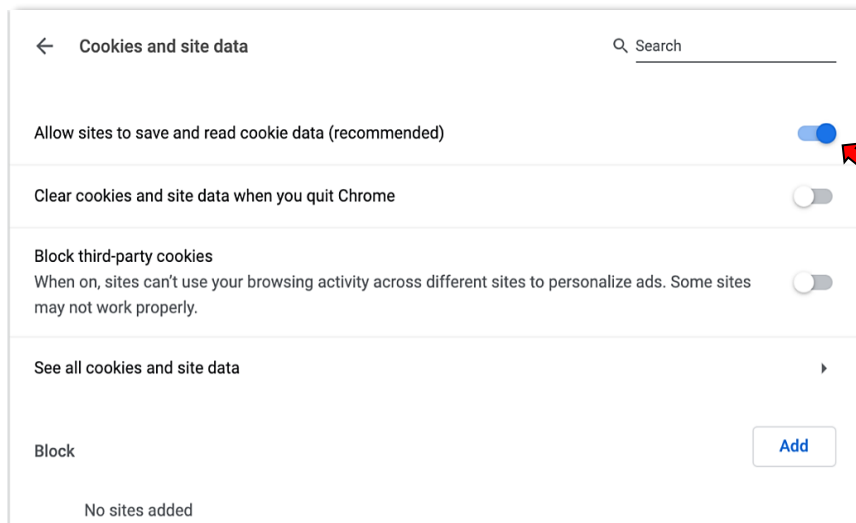 Cookies and site data
Search
Allow sites to save and read cookie data (recommended)
Clear cookies and site data when you quit Chrome
Block third-party cookies
When on, sites can't use your browsing activity across different sites to personalize ads. Some sites
may not work properly.
See all cookies and site data
Block
Add
No sites added